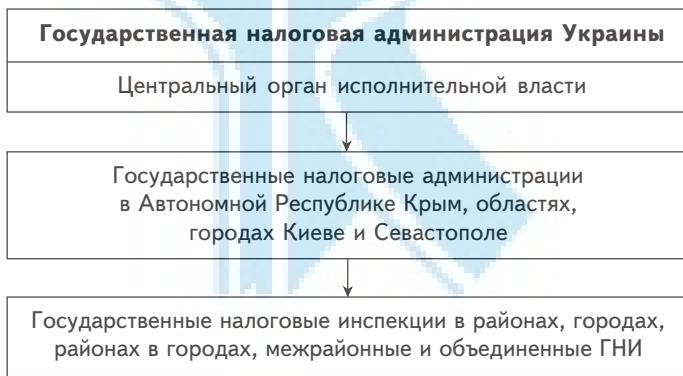 Государственная налоговая администрация Украины
Центральный орган исполнительной власти
Государственные налоговые администрации
в Автономной Республике Крым, областях,
городах Киеве и Севастополе
Государственные налоговые инспекции в районах, городах,
районах в городах, межрайонные и объединенные ГНИ